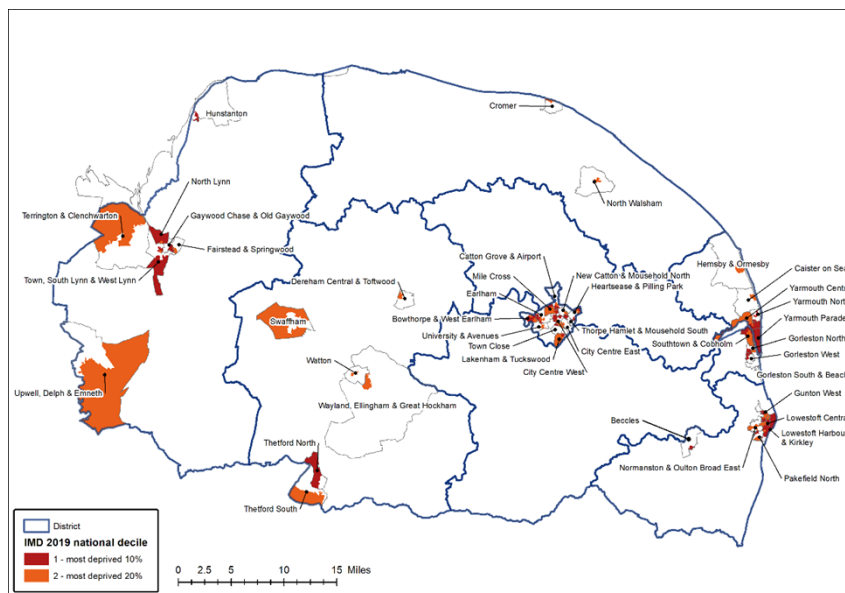 Cromer
Hunstanton
North Lynn
North Walsham
Terrington & Clenchwarton
Gaywood Chase & Old Gaywood
Fairstead & Springwood
Catton Grove & Airport
Hemsby & Ormesby
Caister on Sea
Town, South Lynn & West Lynn
Dereham Central & Toftwood
Mile Cross
New Catton & Mousehold North
Earlham
Heartsease & Pilling Park
Yarmouth Centra
Yarmouth North
Swaffham
Bowthorpe & West Earlham
Yarmouth Parade
University & Avenues
Thorpe Hamlet & Mousehold South
Southtown & Cobholm
Gorleston North
Town Close
City Centre East
Gorleston West
Lakenham & Tuckswood
City Centre West
Watton
Gorleston South & Beach
Upwell, Delph & Emneth
Gunton West
Wayland, Ellingham & Great Hockham
Beccles
Lowestoft Centra
Lowestoft Harbou
& Kirkley
Thetford North
Normanston & Oulton Broad East
Pakefield North
Thetford South
District
IMD 2019 national decile
1 - most deprived 10%
2 - most deprived 20%
0 2.5 5 10 15 Miles